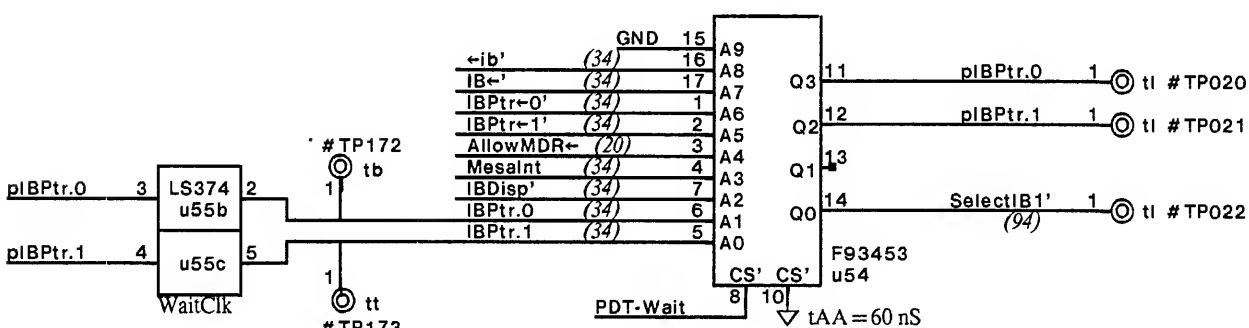 GND 15 A9
←ib' (34) 16 A8
IB←' (34) 17 A7
IBPtr←0' (34) 1 A6
IBPtr←1' (34) 2 A5
AllowMDR← (20) 3 A4
MesaInt (34) 4 A3
IBDisp' (34) 7 A2
IBPtr.0 (34) 6 A1
IBPtr.1 (34) 5 A0
Q3 11 pIBPtr.0 1 tl #TP020
Q2 12 pIBPtr.1 1 tl #TP021
Q1 13
Q0 14 SelectIB1' 1 tl #TP022
(94)
F93453
u54
CS' CS'
8 10
PDT-Wait
tAA = 60 nS
#TP172
tb
1
pIBPtr.0 3 LS374 2
u55b
pIBPtr.1 4 u55c 5
WaitClk
1
tt
#TP173